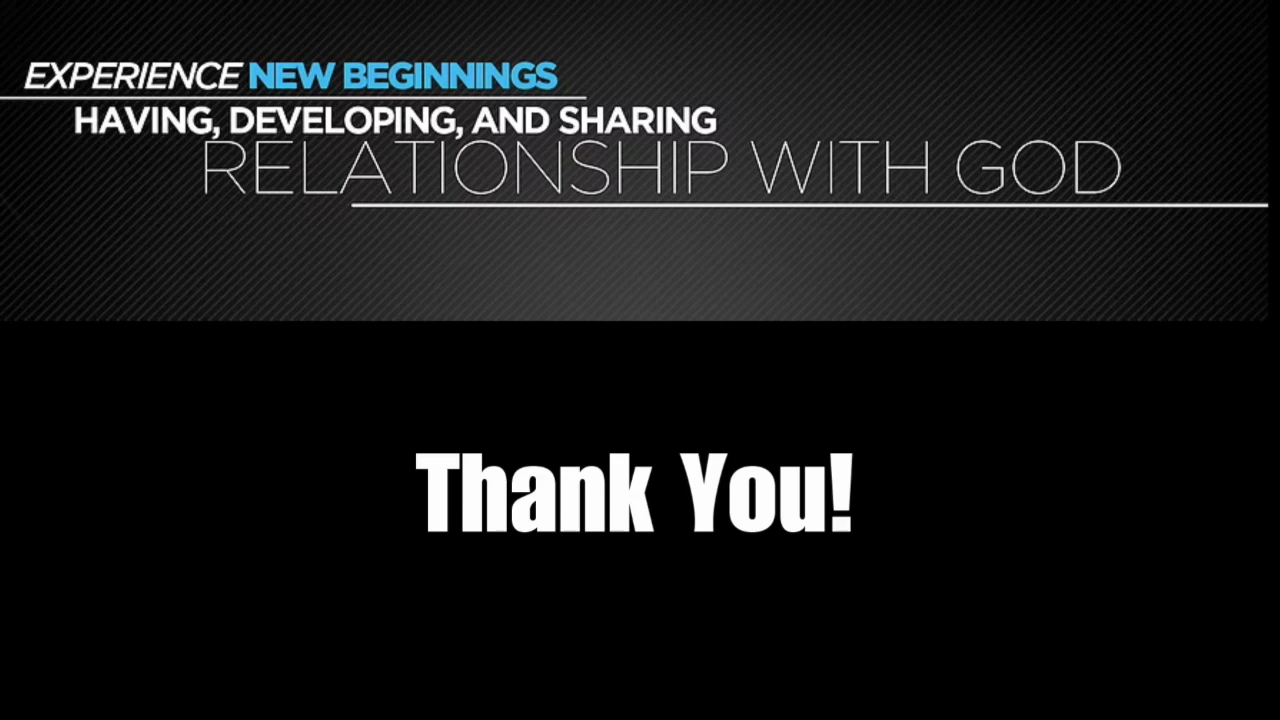 EXPERIENCE NEW BEGINNINGS
HAVING, DEVELOPING, AND SHARING
RELATIONSHIP WITH GOD
Thank You!